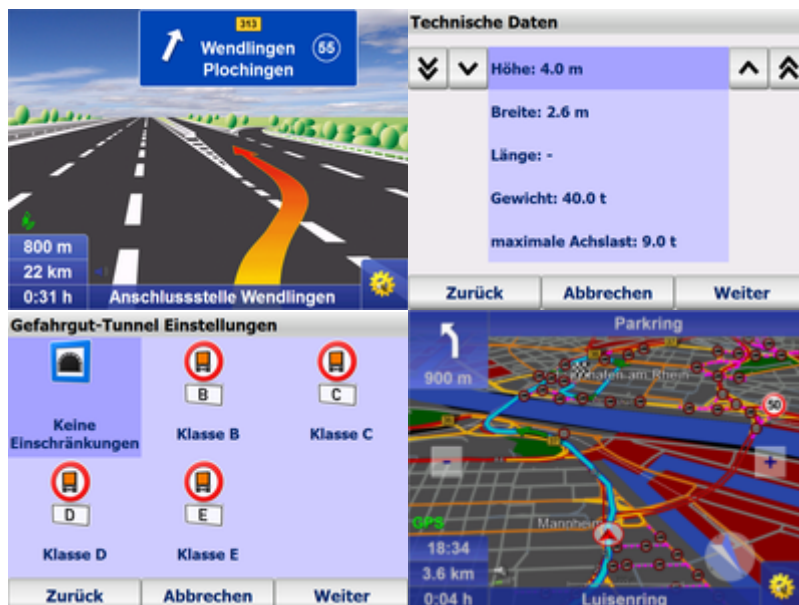 313
Wendlingen
55
Plochingen
800 m
22 km
0:31 h
Anschlussstelle Wendlingen
Technische Daten
Höhe: 4.0 m
Breite: 2.6 m
Länge: -
Gewicht: 40.0 t
maximale Achslast: 9.0 t
Zurück
Abbrechen
Weiter
Gefahrgut-Tunnel Einstellungen
B
C
Keine
Einschränkungen
Klasse B
Klasse C
D
E
Klasse D
Klasse E
Zurück
Abbrechen
Weiter
Parkring
900 m
am Rhein
50
-
+
GPS
Mannheim
18:34
3.6 km
0:04 h
Luisenring